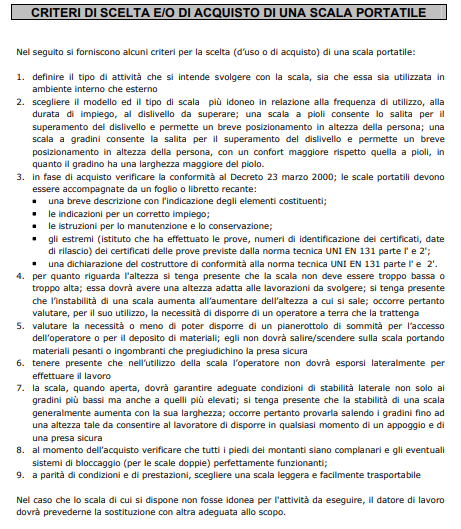 CRITERI DI SCELTA E/O DI ACQUISTO DI UNA SCALA PORTATILE
Nel seguito si forniscono alcuni criteri per la scelta (d'uso o di acquisto) di una scala portatile:
1. definire il tipo di attività che si intende svolgere con la scala, sia che essa sia utilizzata in
ambiente interno che esterno
2. scegliere il modello ed il tipo di scala più idoneo in relazione alla frequenza di utilizzo, alla
durata di impiego, al dislivello da superare; una scala a pioli consente lo salita per il
superamento del dislivello e permette un breve posizionamento in altezza della persona; una
scala a gradini consente la salita per il superamento del dislivello e permette un breve
posizionamento in altezza della persona, con un confort maggiore rispetto quella a pioli, in
quanto il gradino ha una larghezza maggiore del piolo.
3. in fase di acquisto verificare la conformità al Decreto 23 marzo 2000; le scale portatili devono
essere accompagnate da un foglio o libretto recante:
▪ una breve descrizione con l'indicazione degli elementi costituenti;
▪ le indicazioni per un corretto impiego;
▪ le istruzioni per lo manutenzione e lo conservazione;
▪ gli estremi (istituto che ha effettuato le prove, numeri di identificazione dei certificati, date
di rilascio) dei certificati delle prove previste dalla norma tecnica UNI EN 131 parte l' e 2';
▪ una dichiarazione del costruttore di conformità alla norma tecnica UNI EN 131 parte l' e 2'.
4. per quanto riguarda l'altezza si tenga presente che la scala non deve essere troppo bassa o
troppo alta; essa dovrà avere una altezza adatta alle lavorazioni da svolgere; si tenga presente
che l'instabilità di una scala aumenta all'aumentare dell'altezza a cui si sale; occorre pertanto
valutare, per il suo utilizzo, la necessità di disporre di un operatore a terra che la trattenga
5. valutare la necessità o meno di poter disporre di un pianerottolo di sommità per l'accesso
dell'operatore o per il deposito di materiali; egli non dovrà salire/scendere sulla scala portando
materiali pesanti o ingombranti che pregiudichino la presa sicura
6. tenere presente che nell'utilizzo della scala l'operatore non dovrà esporsi lateralmente per
effettuare il lavoro
7. la scala, quando aperta, dovrà garantire adeguate condizioni di stabilità laterale non solo ai
gradini più bassi ma anche a quelli più elevati; si tenga presente che la stabilità di una scala
generalmente aumenta con la sua larghezza; occorre pertanto provarla salendo i gradini fino ad
una altezza tale da consentire al lavoratore di disporre in qualsiasi momento di un appoggio e di
una presa sicura
8. al momento dell'acquisto verificare che tutti i piedi dei montanti siano complanari e gli eventuali
sistemi di bloccaggio (per le scale doppie) perfettamente funzionanti;
9. a parità di condizioni e di prestazioni, scegliere una scala leggera e facilmente trasportabile
Nel caso che lo scala di cui si dispone non fosse idonea per l'attività da eseguire, il datore di lavoro
dovrà prevederne la sostituzione con altra adeguata allo scopo.